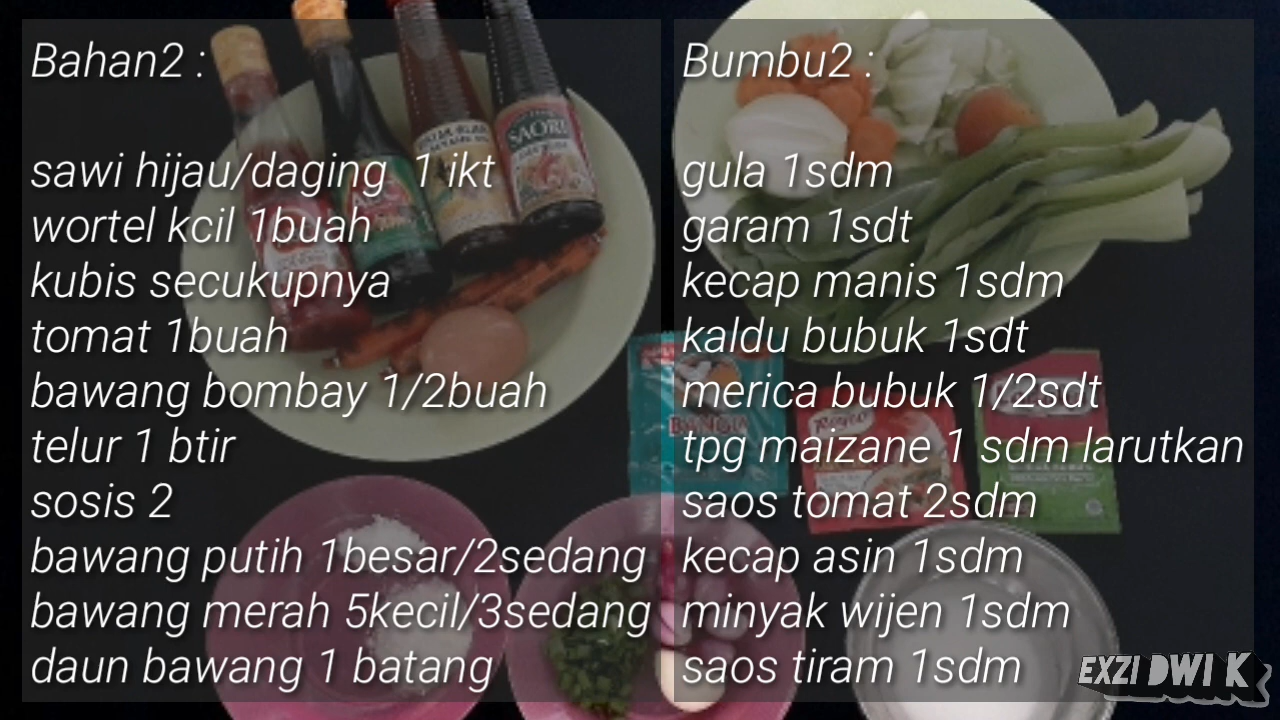 Bahan2 :
sawi hijau/daging 1 ikt
wortel kcil 1buah
kubis secukupnya
tomat 1buah
bawang bombay 1/2buah
telur 1 btir
sosis 2
bawang putih 1besar/2sedang
bawang merah 5kecil/3sedang
daun bawang 1 batang
Bumbu2 :
gula 1sdm
garam 1sdt
kecap manis 1sdm
kaldu bubuk 1sdt
merica bubuk 1/2sdt
tpg maizane 1 sdm larutkan
saos tomat 2sdm
kecap asin 1sdm
minyak wijen 1sdm
saos tiram 1sdm
SAORI
Royco
EXZI DWI K